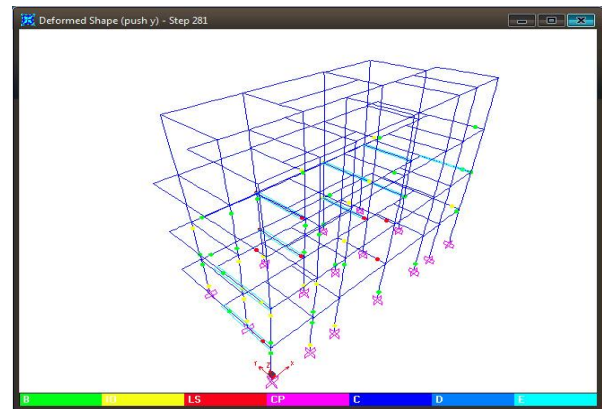 Deformed Shape (push y) - Step 281
Z
Y X
B IO LS CP C D E